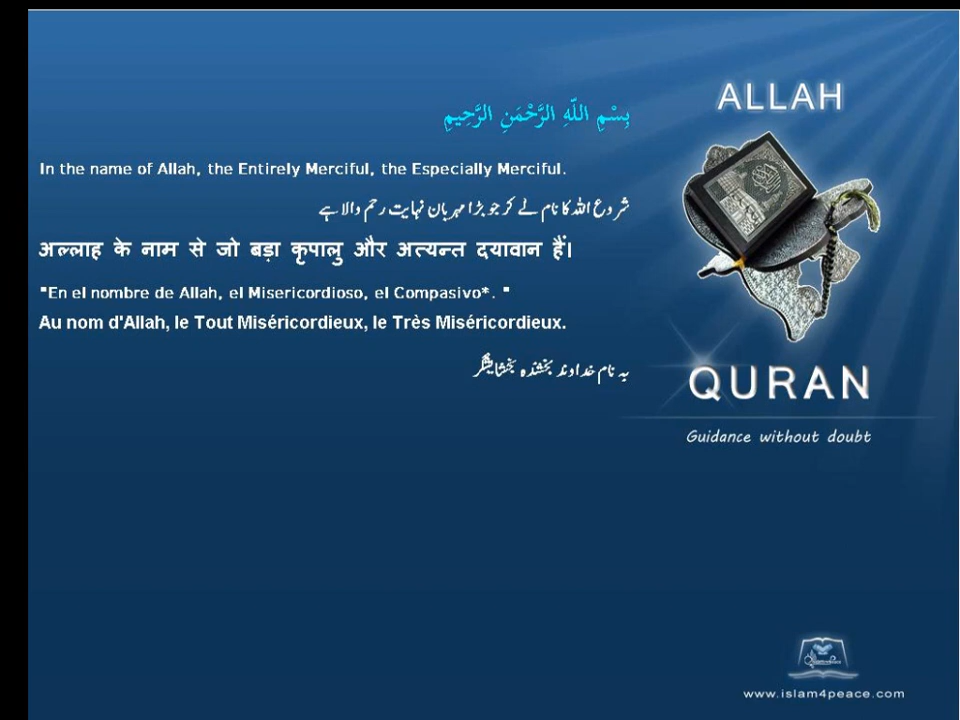 بِسْمِ اللّهِ الرَّحْمَنِ الرَّحِيمِ
In the name of Allah, the Entirely Merciful, the Especially Merciful.
شروع الله کا نام لے کر جو بڑا مہربان نہایت رحم والا ہے
अल्लाह के नाम से जो बड़ा कृपालु और अत्यन्त दयावान हैं।
"En el nombre de Allah, el Misericordioso, el Compasivo*. "
Au nom d'Allah, le Tout Miséricordieux, le Très Miséricordieux.
به نام خداوند بخشنده بخشایشگر
ALLAH
QURAN
Guidance without doubt
www.islam4peace.com